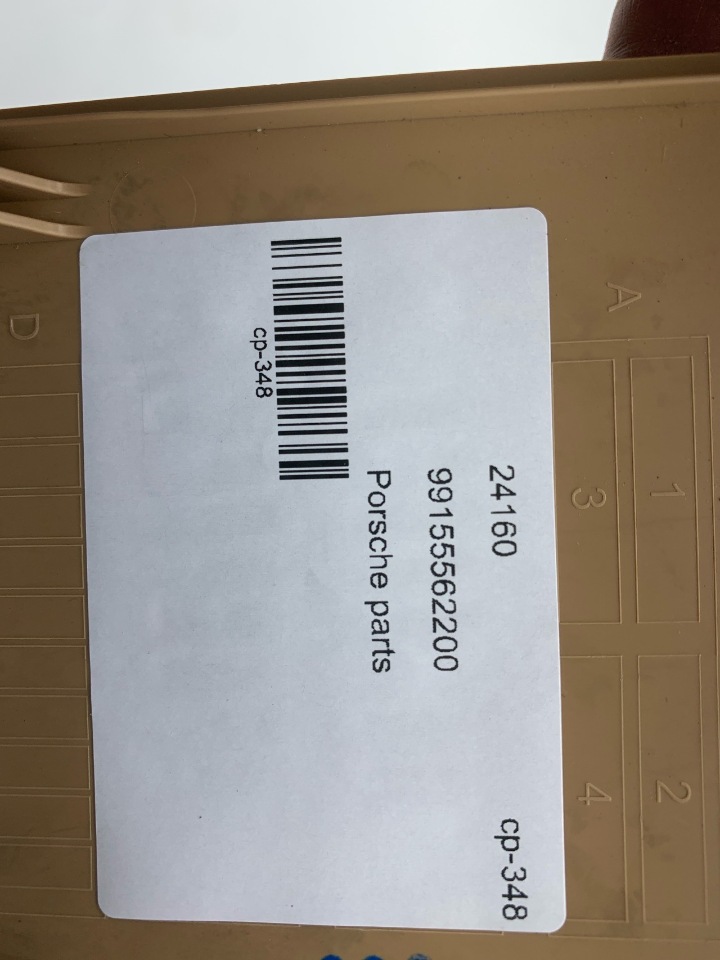 24160 cp-348
99155562200
Porsche parts
cp-348
A
1 2
3 4
D